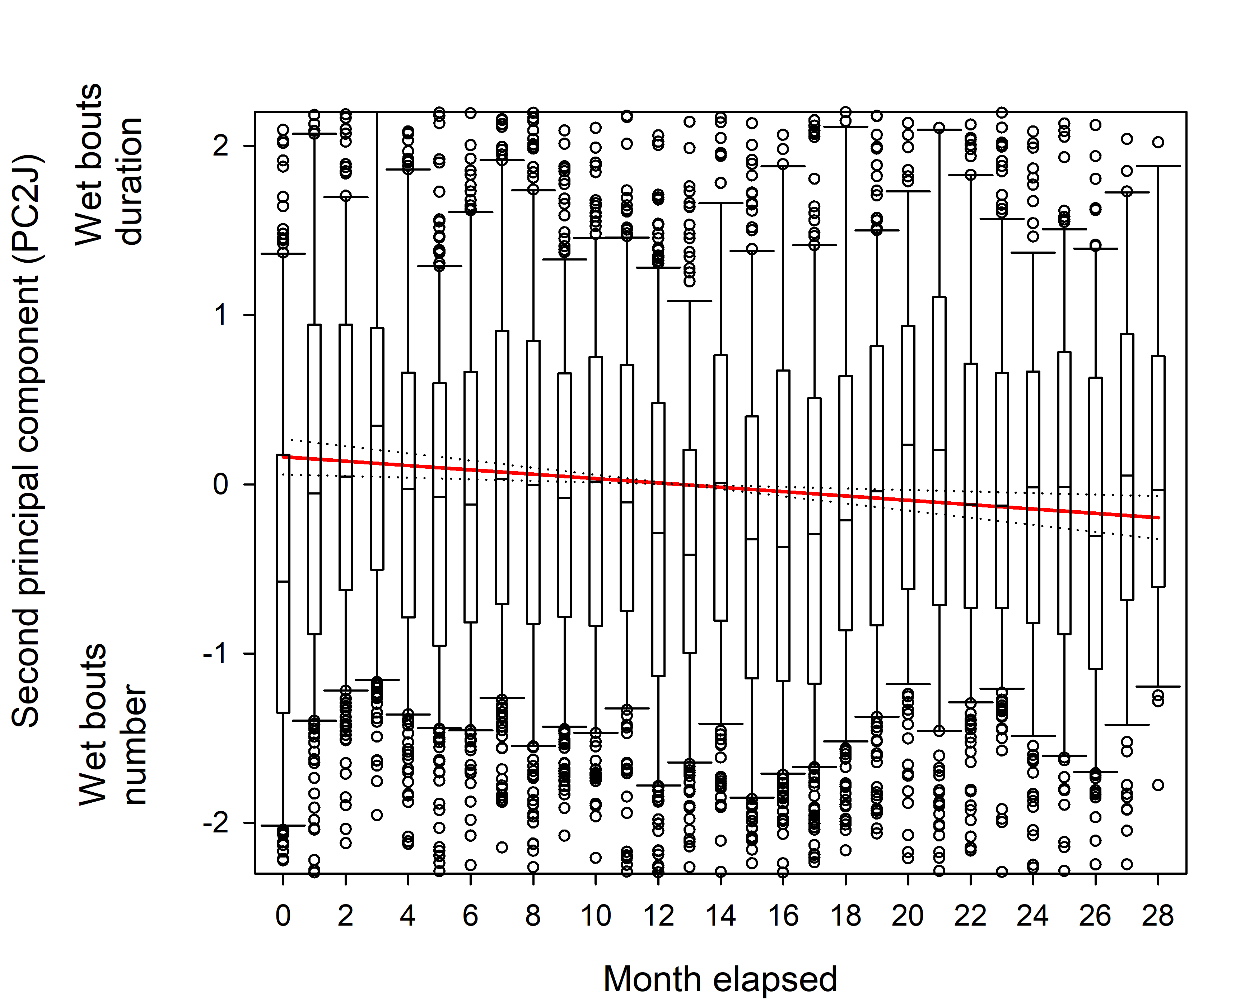 Second principal component (PC2J)
Wet bouts
duration
Wet bouts
number
2
1
0
-1
-2
0 2 4 6 8 10 12 14 16 18 20 22 24 26 28
Month elapsed